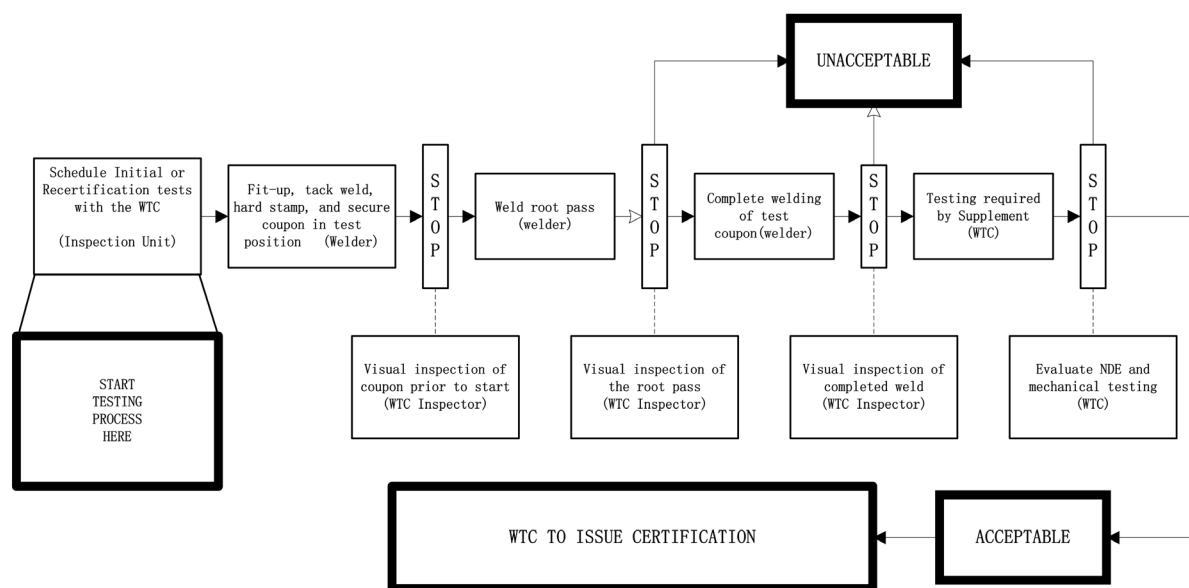 UNACCEPTABLE
Schedule Initial or
Recertification tests
with the WTC
(Inspection Unit)
Fit-up, tack weld,
hard stamp, and secure
coupon in test
position (Welder)
S
T
O
P
Weld root pass
(welder)
S
T
O
P
Complete welding
of test
coupon(welder)
S
T
O
P
Testing required
by Supplement
(WTC)
S
T
O
P
START
TESTING
PROCESS
HERE
Visual inspection of
coupon prior to start
(WTC Inspector)
Visual inspection of
the root pass
(WTC Inspector)
Visual inspection of
completed weld
(WTC Inspector)
Evaluate NDE and
mechanical testing
(WTC)
WTC TO ISSUE CERTIFICATION
ACCEPTABLE